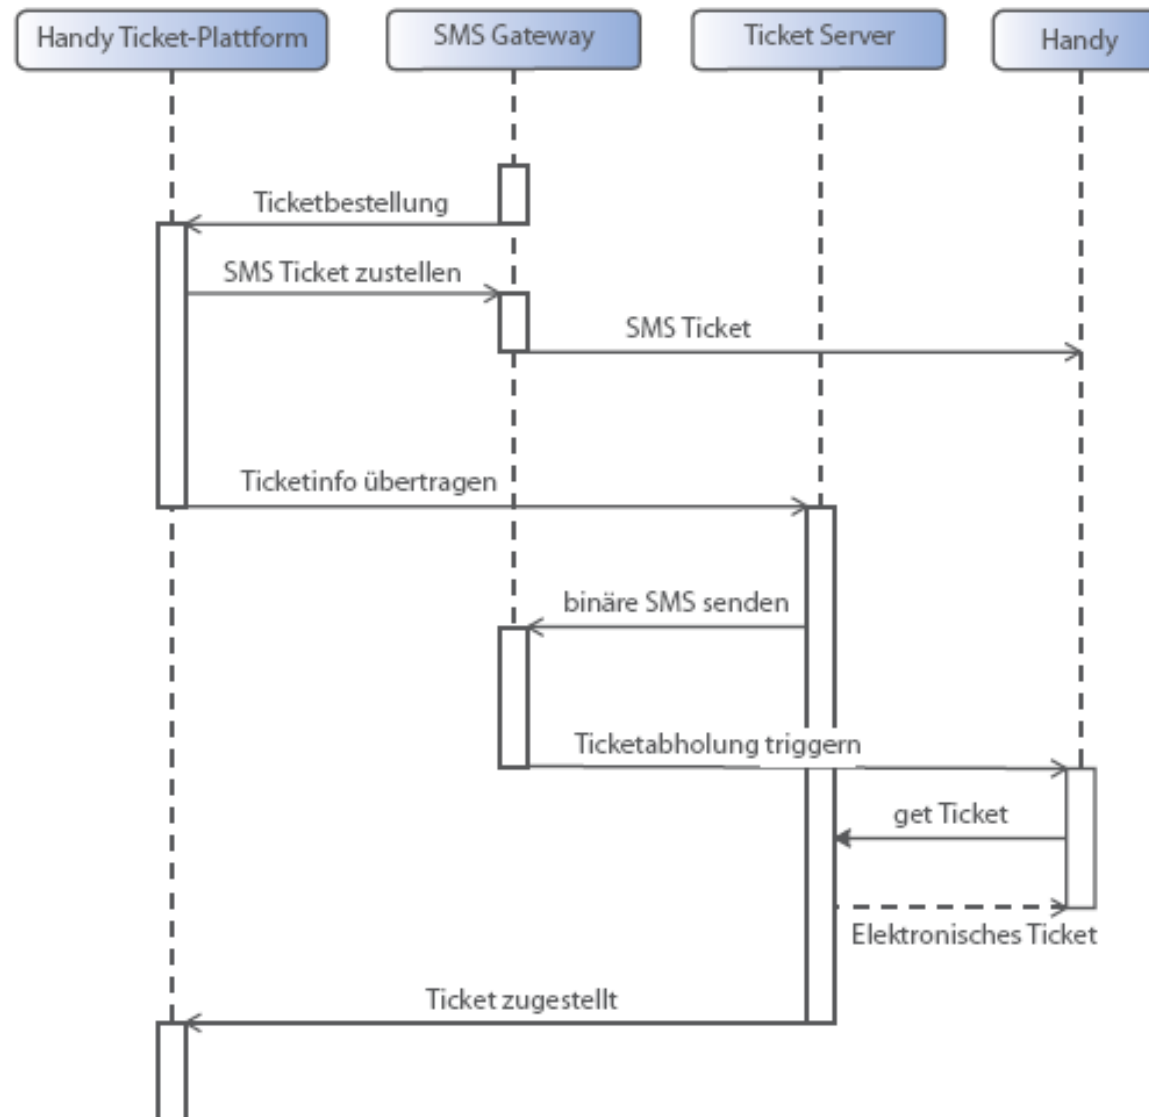 Handy Ticket-Plattform
SMS Gateway
Ticket Server
Handy
Ticketbestellung
SMS Ticket zustellen
SMS Ticket
Ticketinfo übertragen
binäre SMS senden
Ticketabholung triggern
get Ticket
Elektronisches Ticket
Ticket zugestellt